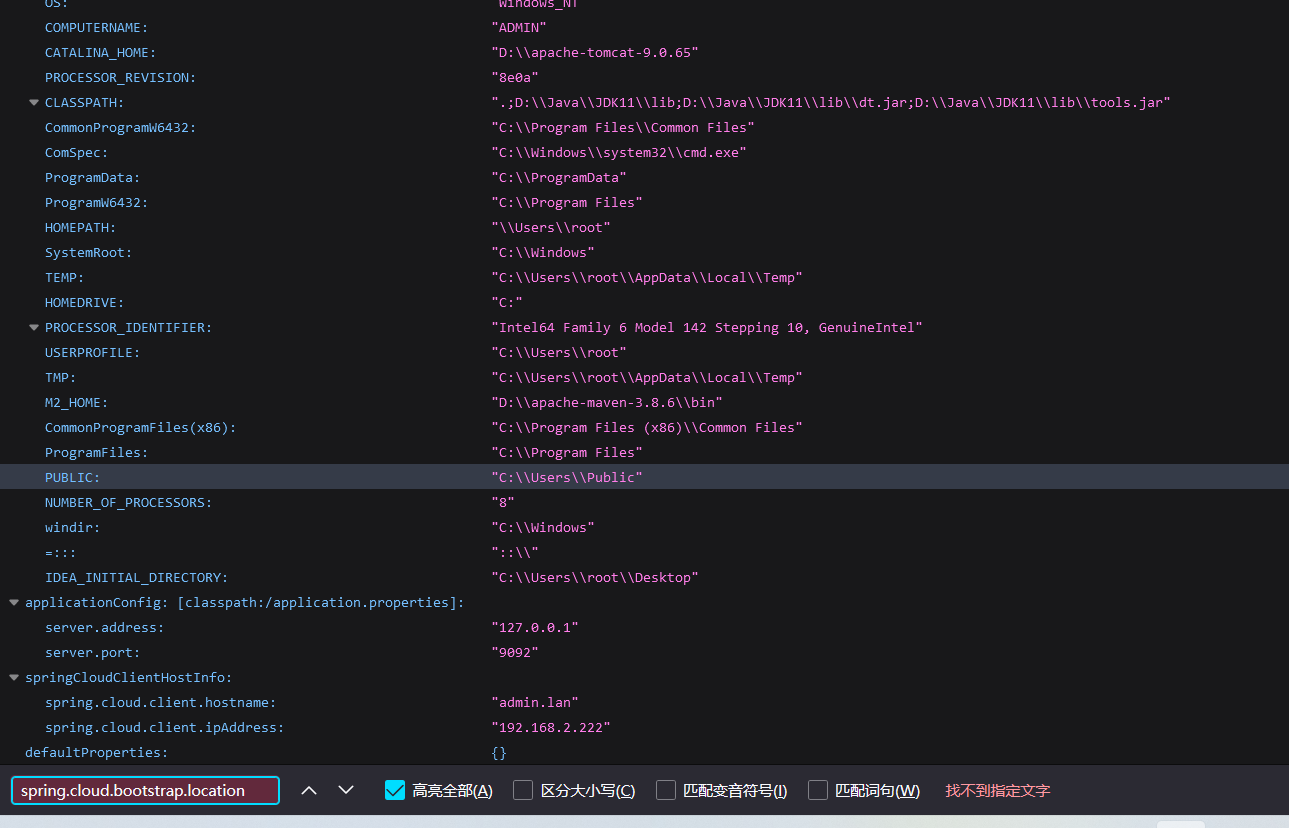 OS: "Windows_NT"
COMPUTERNAME: "ADMIN"
CATALINA_HOME: "D:\\apache-tomcat-9.0.65"
PROCESSOR_REVISION: "8e0a"
CLASSPATH: ".;D:\\Java\\JDK11\\lib;D:\\Java\\JDK11\\lib\\dt.jar;D:\\Java\\JDK11\\lib\\tools.jar"
CommonProgramW6432: "C:\\Program Files\\Common Files"
ComSpec: "C:\\Windows\\system32\\cmd.exe"
ProgramData: "C:\\ProgramData"
ProgramW6432: "C:\\Program Files"
HOMEPATH: "\\Users\\root"
SystemRoot: "C:\\Windows"
TEMP: "C:\\Users\\root\\AppData\\Local\\Temp"
HOMEDRIVE: "C:"
PROCESSOR_IDENTIFIER: "Intel64 Family 6 Model 142 Stepping 10, GenuineIntel"
USERPROFILE: "C:\\Users\\root"
TMP: "C:\\Users\\root\\AppData\\Local\\Temp"
M2_HOME: "D:\\apache-maven-3.8.6\\bin"
CommonProgramFiles(x86): "C:\\Program Files (x86)\\Common Files"
ProgramFiles: "C:\\Program Files"
PUBLIC: "C:\\Users\\Public"
NUMBER_OF_PROCESSORS: "8"
windir: "C:\\Windows"
=::: "::\\"
IDEA_INITIAL_DIRECTORY: "C:\\Users\\root\\Desktop"
applicationConfig: [classpath:/application.properties]:
server.address: "127.0.0.1"
server.port: "9092"
springCloudClientHostInfo:
spring.cloud.client.hostname: "admin.lan"
spring.cloud.client.ipAddress: "192.168.2.222"
defaultProperties: {}
spring.cloud.bootstrap.location 高亮全部(A) 区分大小写(C) 匹配变音符号(I) 匹配词句(W) 找不到指定文字